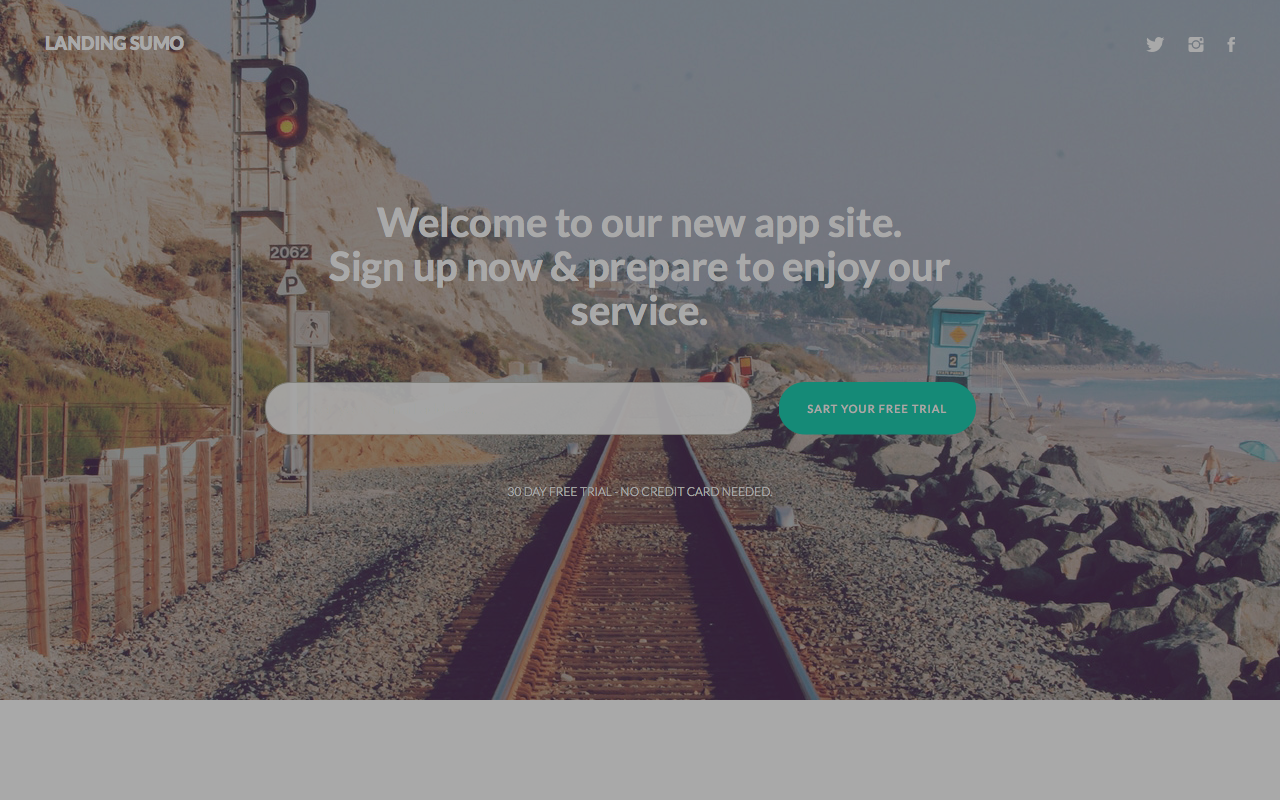 LANDING SUMO
2062
P
Welcome to our new app site.
Sign up now & prepare to enjoy our
service.
2
SART YOUR FREE TRIAL
30 DAY FREE TRIAL - NO CREDIT CARD NEEDED.